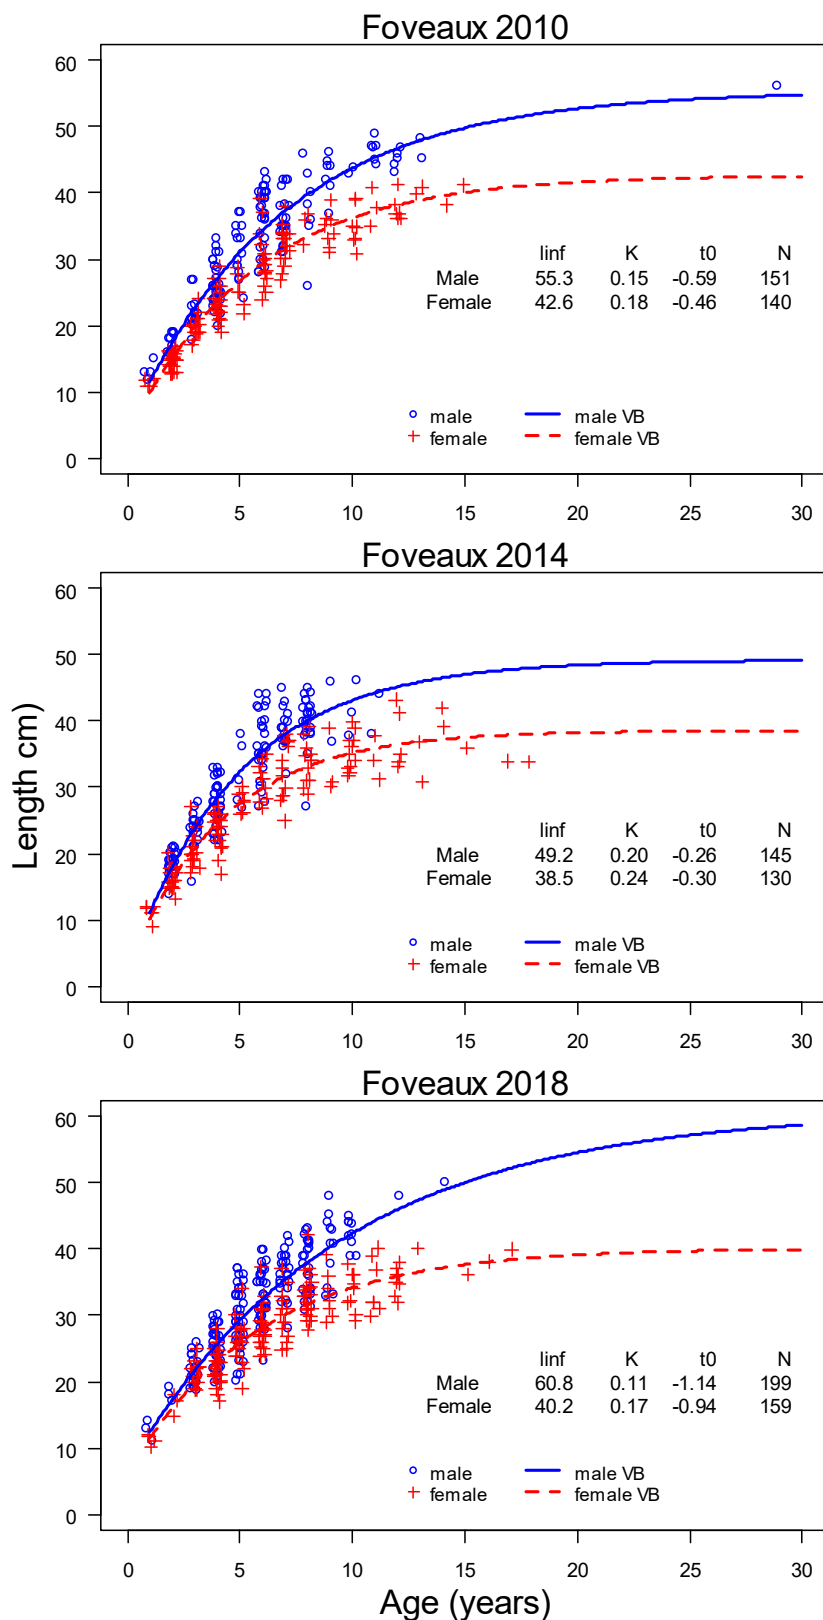 Foveaux 2010
60
50
40
30
20
10
0
linf K t0 N
Male 55.3 0.15 -0.59 151
Female 42.6 0.18 -0.46 140
male male VB
female female VB
0 5 10 15 20 25 30
Foveaux 2014
60
50
40
30
20
10
0
Length cm)
linf K t0 N
Male 49.2 0.20 -0.26 145
Female 38.5 0.24 -0.30 130
male male VB
female female VB
0 5 10 15 20 25 30
Foveaux 2018
60
50
40
30
20
10
0
linf K t0 N
Male 60.8 0.11 -1.14 199
Female 40.2 0.17 -0.94 159
male male VB
female female VB
0 5 10 15 20 25 30
Age (years)